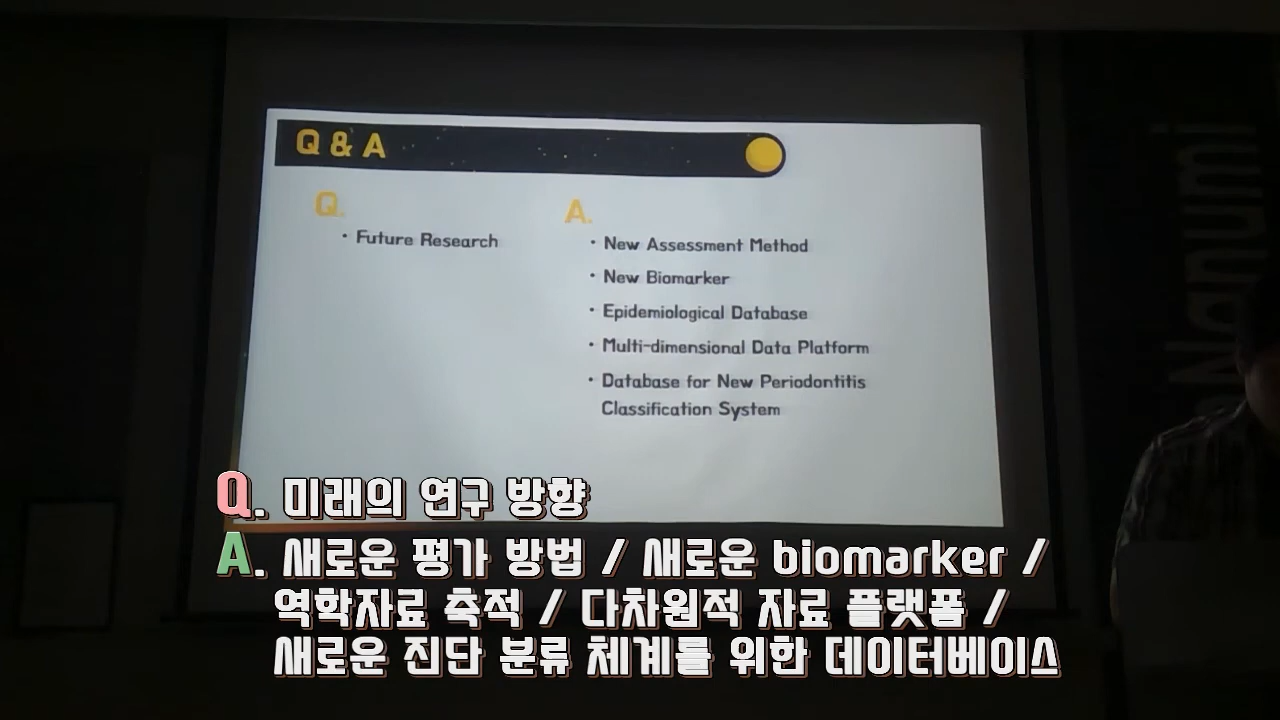 Q & A
Q.
• Future Research
A.
• New Assessment Method
• New Biomarker
• Epidemiological Database
• Multi-dimensional Data Platform
• Database for New Periodontitis
Classification System
Q. 미래의 연구 방향
A. 새로운 평가 방법 / 새로운 biomarker /
역학자료 축적 / 다차원적 자료 플랫폼 /
새로운 진단 분류 체계를 위한 데이터베이스